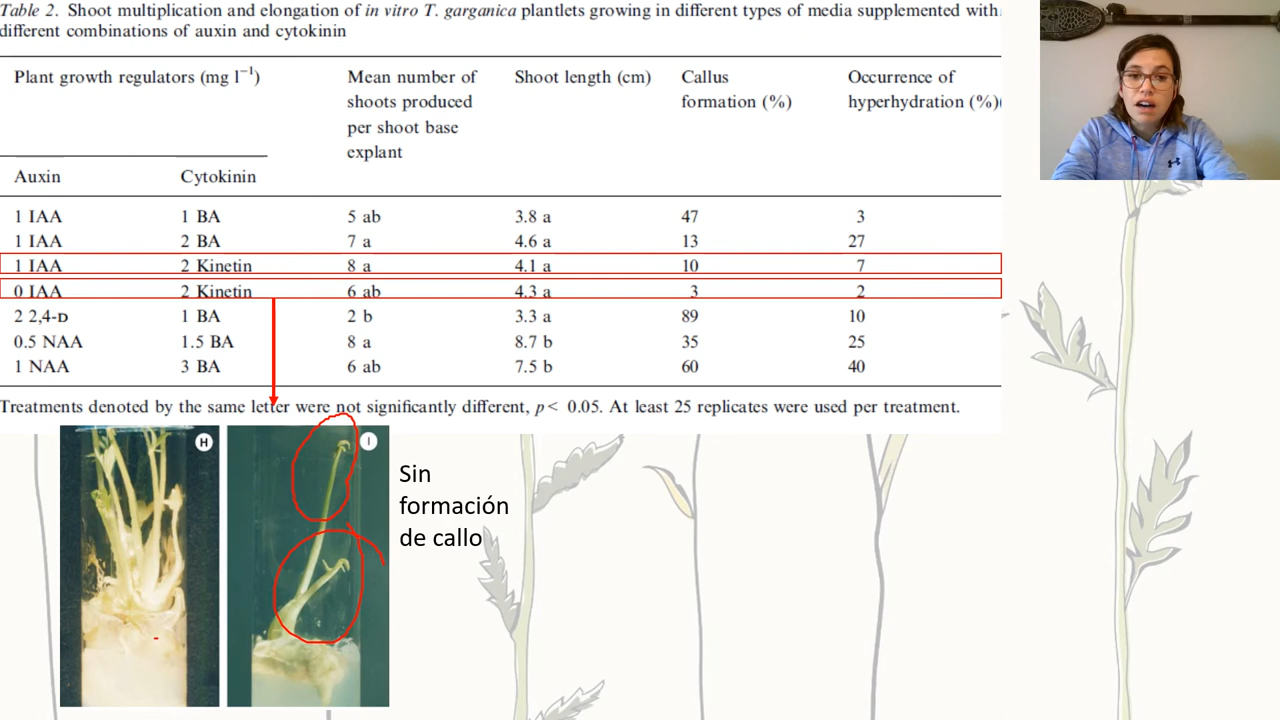 Table 2. Shoot multiplication and elongation of in vitro T. garganica plantlets growing in different types of media supplemented with
different combinations of auxin and cytokinin
Plant growth regulators (mg l⁻¹) Mean number of shoots produced per shoot base explant Shoot length (cm) Callus formation (%) Occurrence of hyperhydration (%)
Auxin Cytokinin
1 IAA 1 BA 5 ab 3.8 a 47 3
1 IAA 2 BA 7 a 4.6 a 13 27
1 IAA 2 Kinetin 8 a 4.1 a 10 7
0 IAA 2 Kinetin 6 ab 4.3 a 3 2
2 2,4-D 1 BA 2 b 3.3 a 89 10
0.5 NAA 1.5 BA 8 a 8.7 b 35 25
1 NAA 3 BA 6 ab 7.5 b 60 40
Treatments denoted by the same letter were not significantly different, p < 0.05. At least 25 replicates were used per treatment.
H
I
Sin
formación
de callo